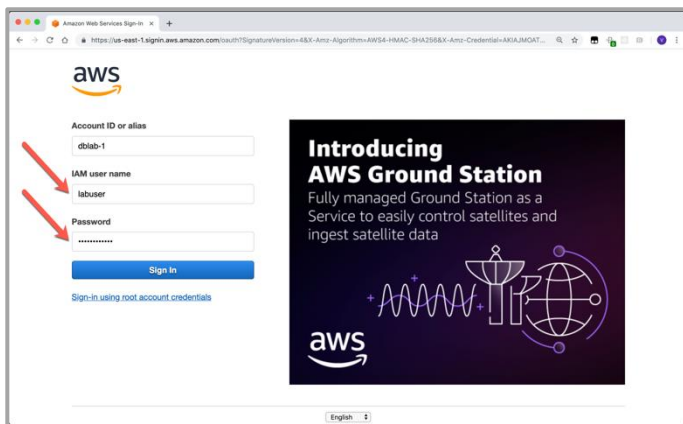 Amazon Web Services Sign-In
https://us-east-1.signin.aws.amazon.com/oauth?SignatureVersion=4&X-Amz-Algorithm=AWS4-HMAC-SHA256&X-Amz-Credential=AKIAJMOAT...
aws
Account ID or alias
dblab-1
IAM user name
labuser
Password
••••••••••••
Sign In
Sign-in using root account credentials
Introducing
AWS Ground Station
Fully managed Ground Station as a
Service to easily control satellites and
ingest satellite data
aws
English